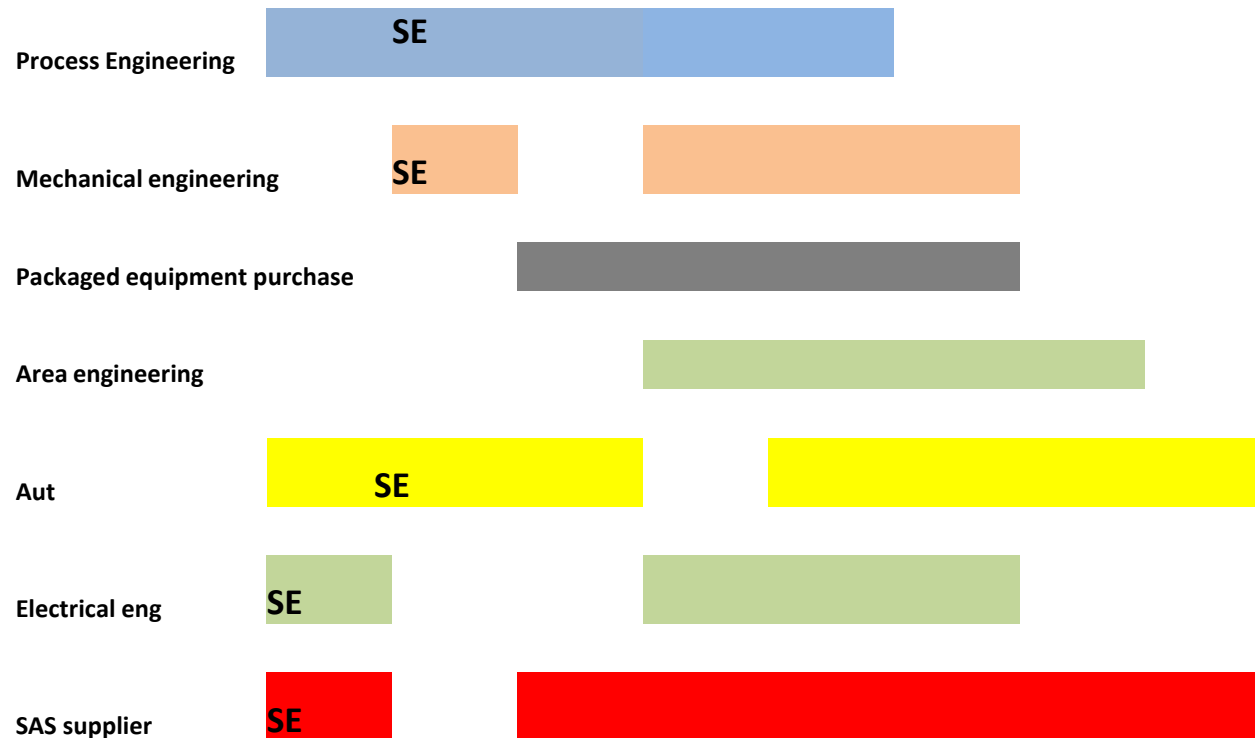 SE
Process Engineering
SE
Mechanical engineering
Packaged equipment purchase
Area engineering
SE
Aut
SE
Electrical eng
SE
SAS supplier